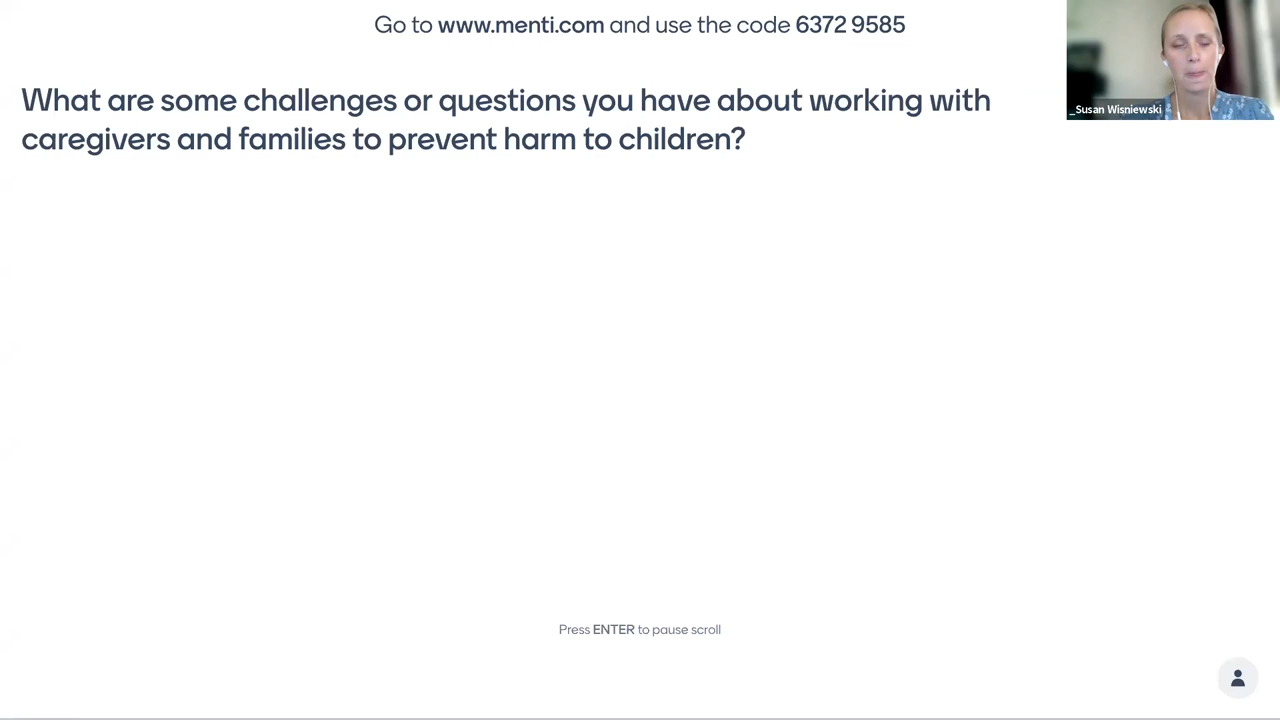 Go to www.menti.com and use the code 6372 9585
_Susan Wisniewski
What are some challenges or questions you have about working with
caregivers and families to prevent harm to children?
Press ENTER to pause scroll